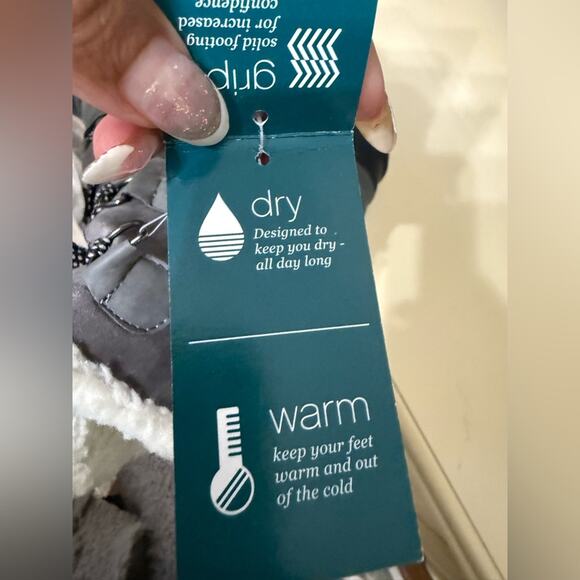 grip
solid footing
for increased
confidence
dry
Designed to
keep you dry -
all day long
warm
keep your feet
warm and out
of the cold